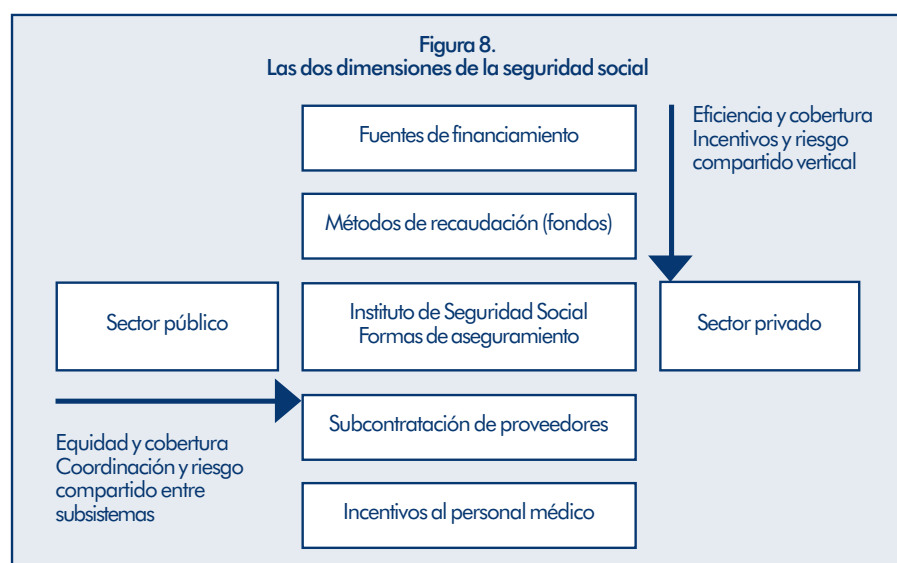 Figura 8.
Las dos dimensiones de la seguridad social
Fuentes de financiamiento
Eficiencia y cobertura
Incentivos y riesgo
compartido vertical
Métodos de recaudación (fondos)
Sector público
Instituto de Seguridad Social
Formas de aseguramiento
Sector privado
Subcontratación de proveedores
Equidad y cobertura
Coordinación y riesgo
compartido entre
subsistemas
Incentivos al personal médico